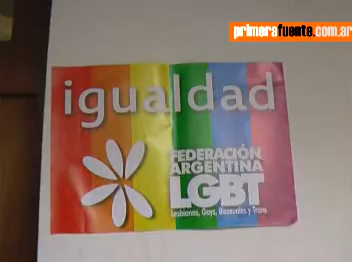 primerafuente.com.ar
igualdad
FEDERACIÓN
ARGENTINA
LGBT
Lesbianas, Gays, Bisexuales y Trans